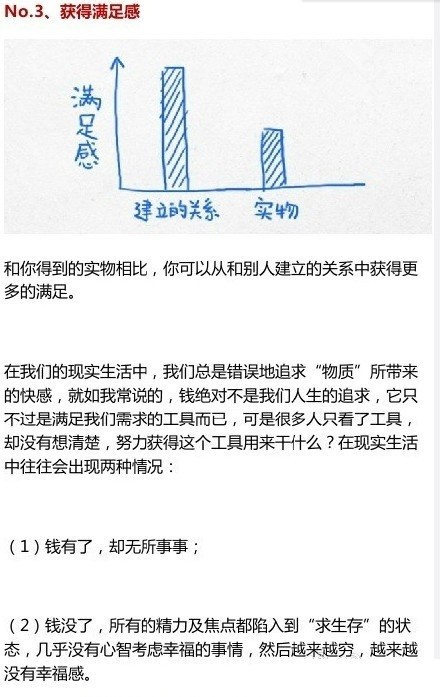 No.3、获得满足感
满足感
建立的关系 实物
和你得到的实物相比，你可以从和别人建立的关系中获得更
多的满足。
在我们的现实生活中，我们总是错误地追求“物质”所带来
的快感，就如我常说的，钱绝对不是我们人生的追求，它只
不过是满足我们需求的工具而已，可是很多人只看了工具，
却没有想清楚，努力获得这个工具用来干什么？在现实生活
中往往会出现两种情况：
（1）钱有了，却无所事事；
（2）钱没了，所有的精力及焦点都陷入到“求生存”的状
态，几乎没有心智考虑幸福的事情，然后越来越穷，越来越
没有幸福感。